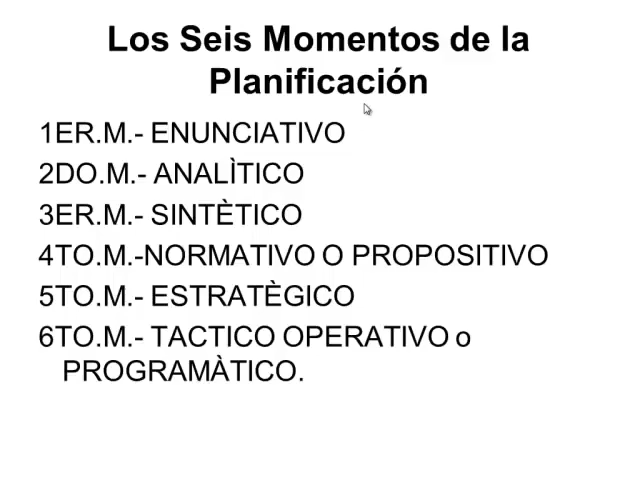 Los Seis Momentos de la
Planificación
1ER.M.- ENUNCIATIVO
2DO.M.- ANALÌTICO
3ER.M.- SINTÈTICO
4TO.M.-NORMATIVO O PROPOSITIVO
5TO.M.- ESTRATÈGICO
6TO.M.- TACTICO OPERATIVO o
PROGRAMÀTICO.